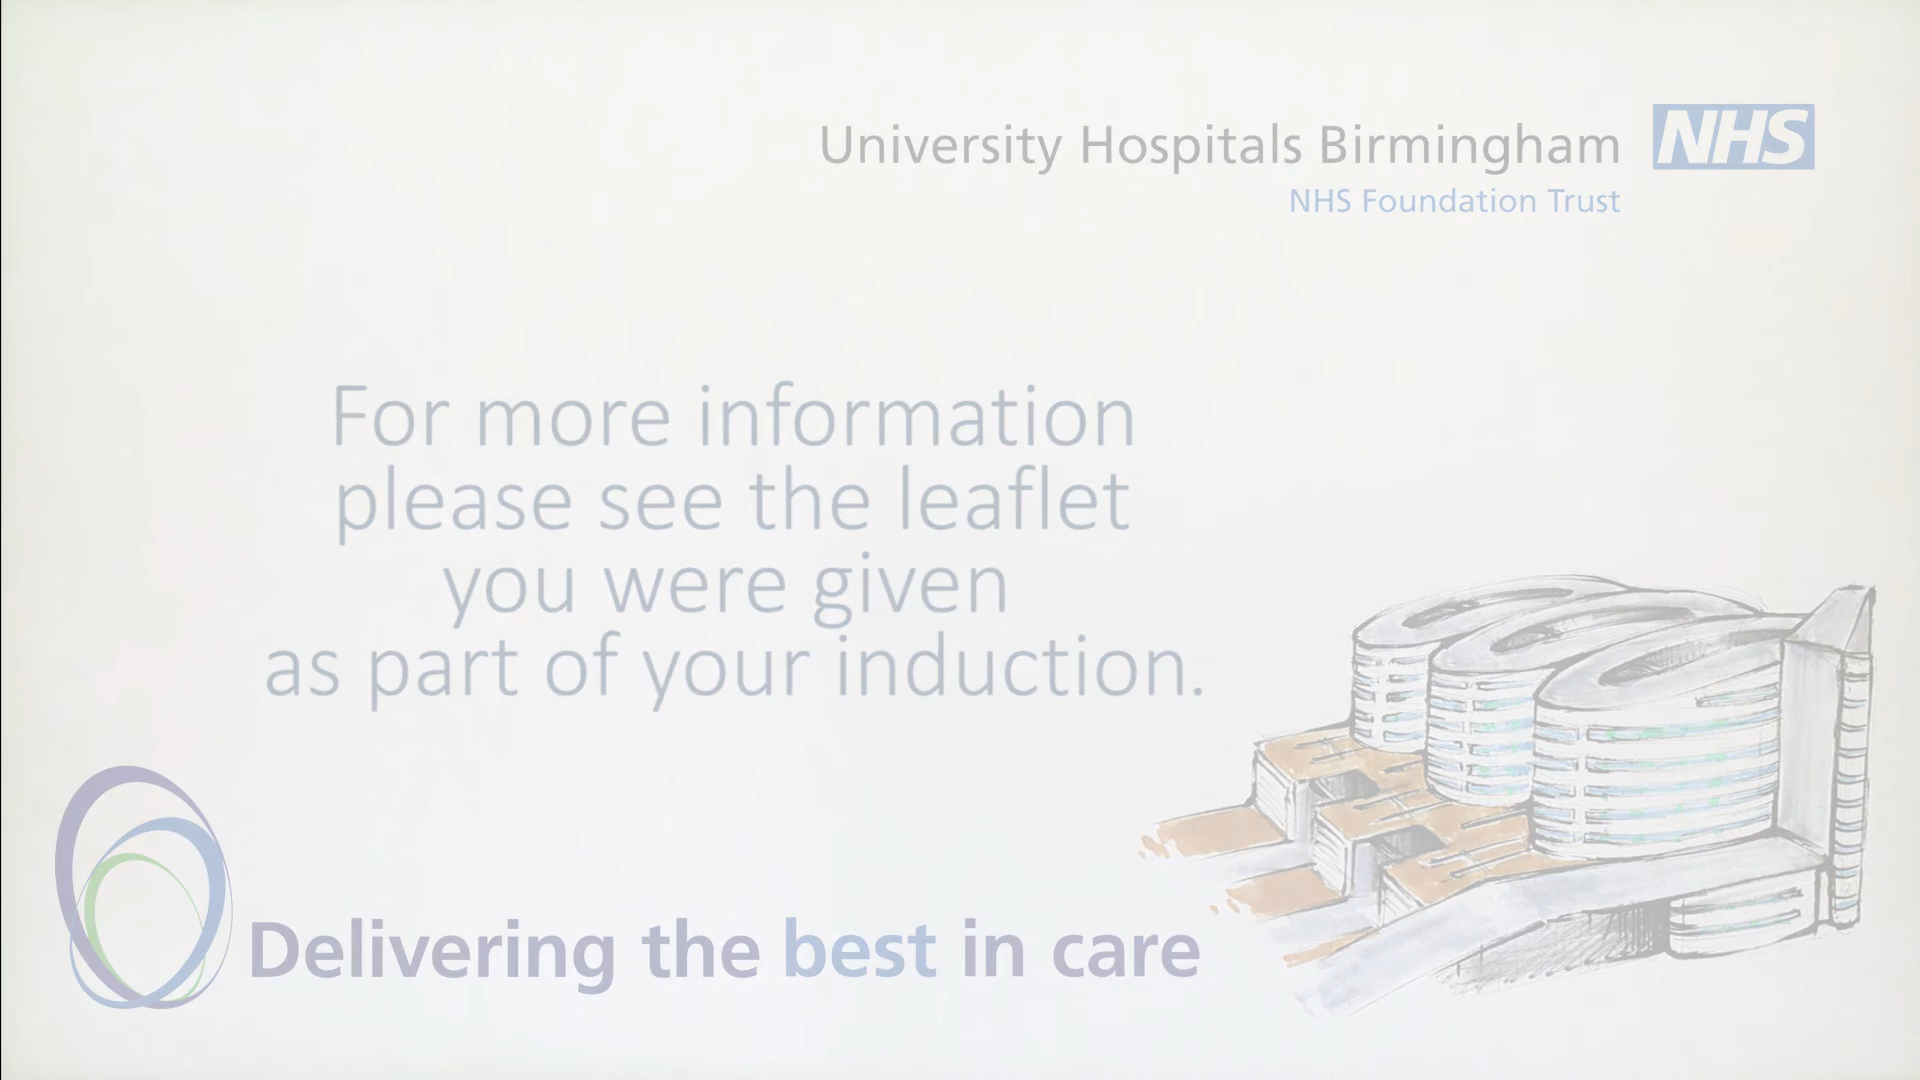 University Hospitals Birmingham NHS
NHS Foundation Trust
For more information
please see the leaflet
you were given
as part of your induction.
Delivering the best in care